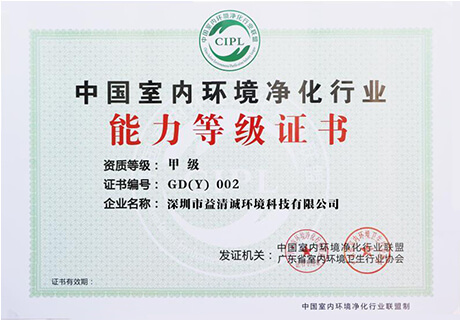 中国室内环境净化行业联盟
CIPL
中国室内环境净化行业
能力等级证书
资质等级：甲 级
证书编号：GD(Y) 002
企业名称：深圳市益清诚环境科技有限公司
发证机关：
中国室内环境净化行业联盟
广东省室内环境卫生行业协会
证书有效期：
中国室内环境净化行业联盟制